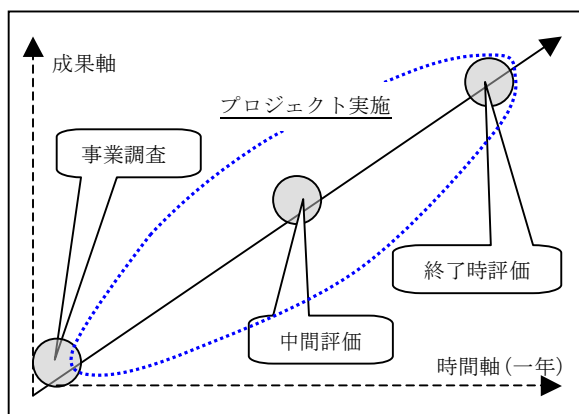 成果軸
プロジェクト実施
事業調査
終了時評価
中間評価
時間軸(一年)